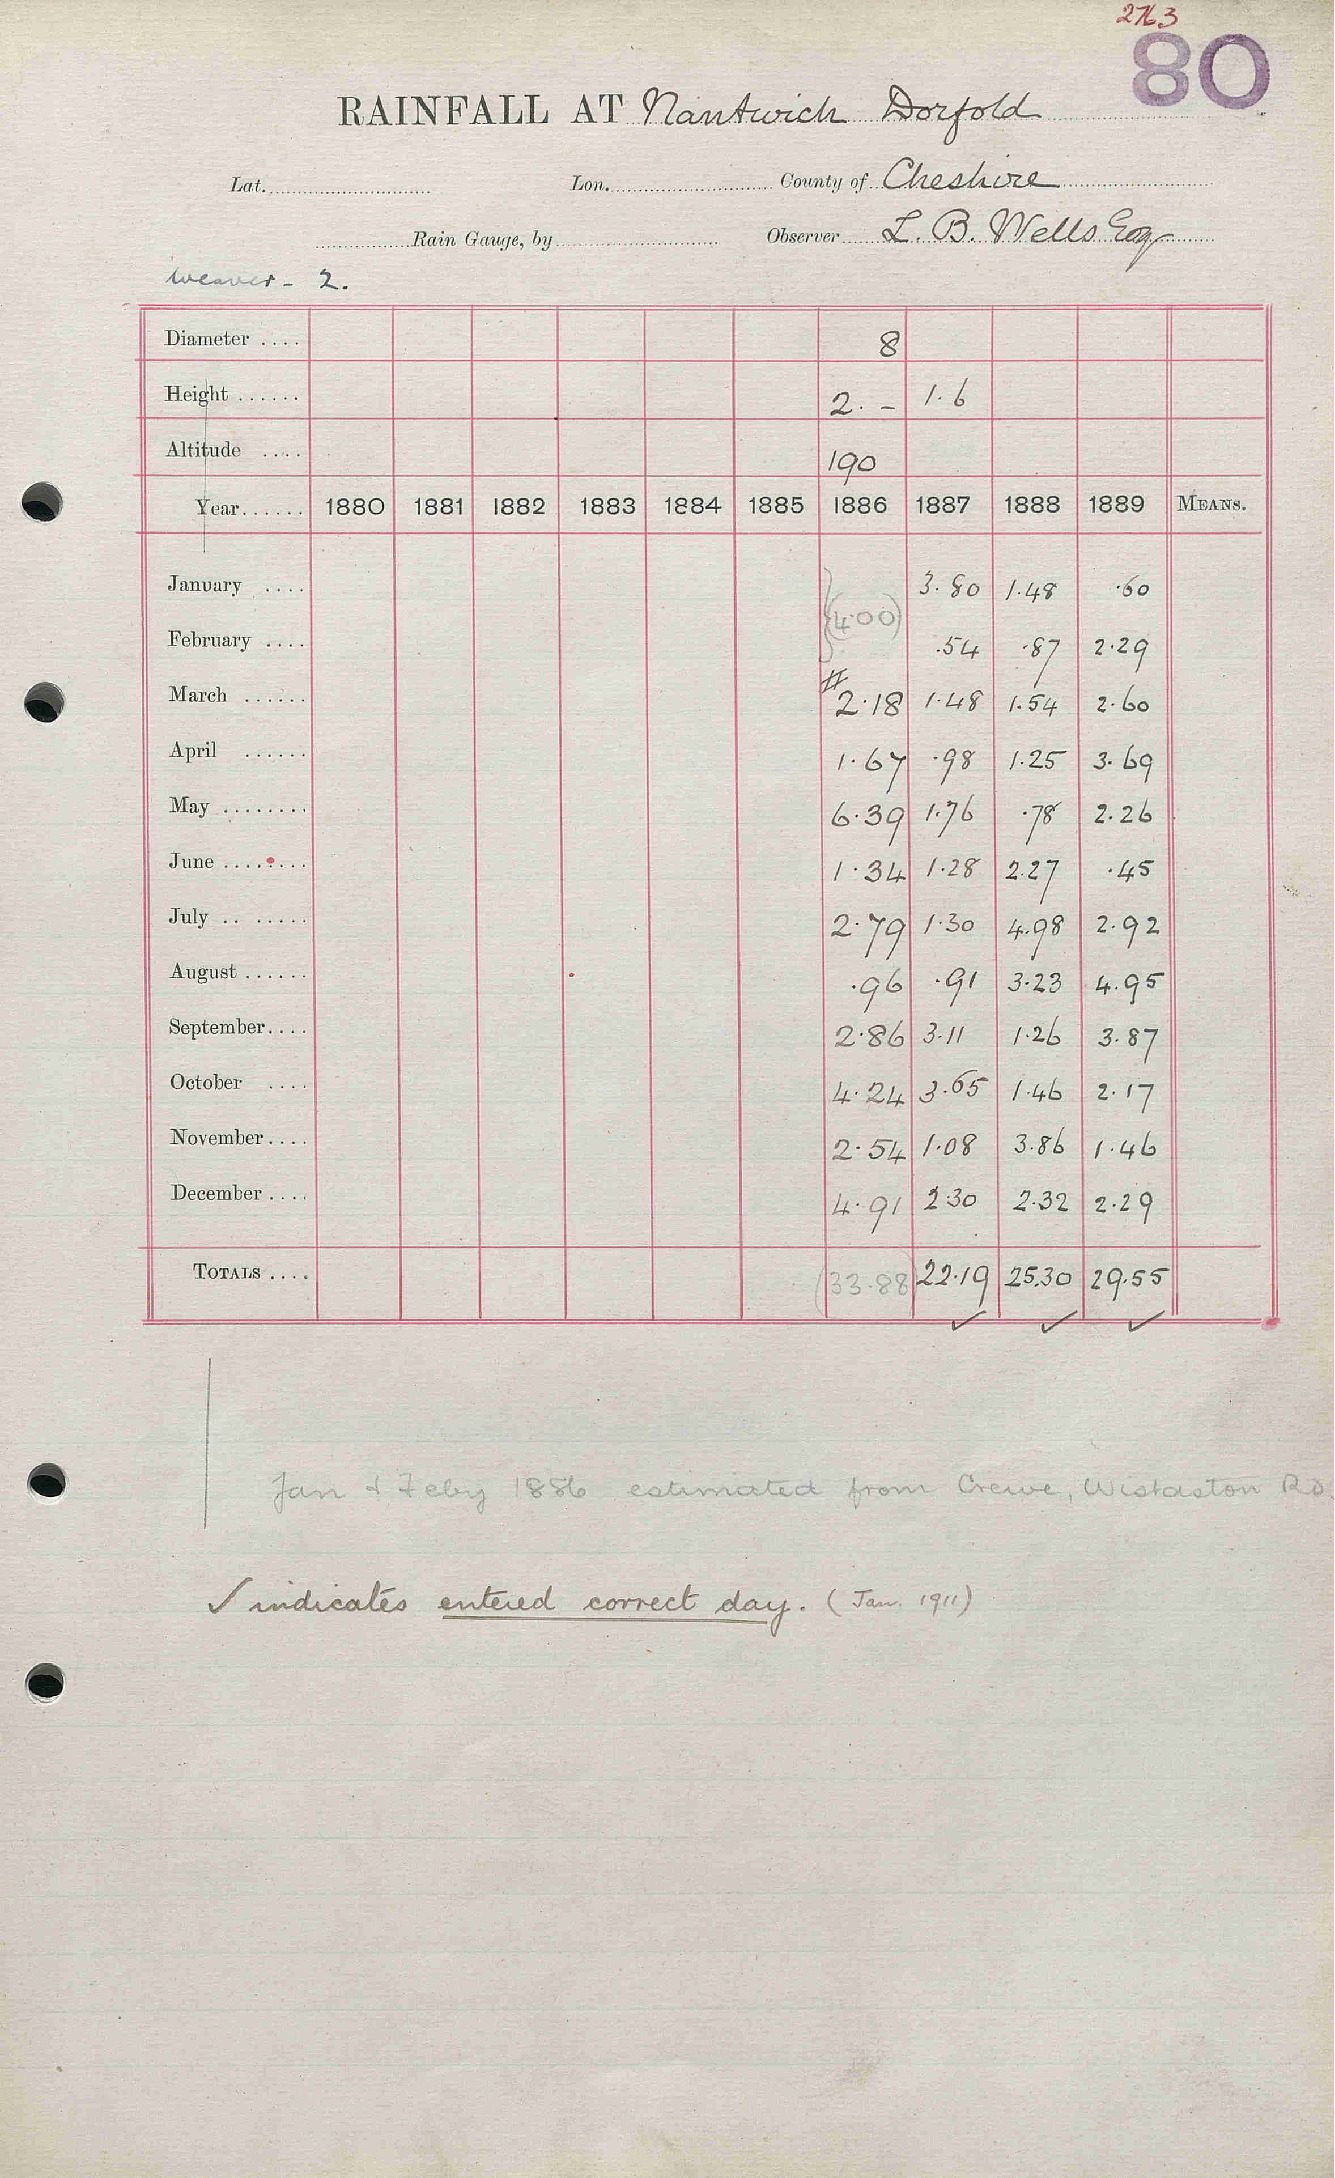 2763
80
RAINFALL AT Nantwich Dorfold
Lat. Lon. County of Cheshire
Rain Gauge, by Observer L. B. Wells Esq
Weaver - 2.
Diameter .... 8
Height ...... 2. - 1.6
Altitude .... 190
Year...... 1880 1881 1882 1883 1884 1885 1886 1887 1888 1889 MEANS.
January .... 3.80 1.48 .60
(4.00)
February .... .54 .87 2.29
#
March ...... 2.18 1.48 1.54 2.60
April ...... 1.67 .98 1.25 3.69
May ........ 6.39 1.76 .78 2.26
June ........ 1.34 1.28 2.27 .45
July .. ..... 2.79 1.30 4.98 2.92
August ...... .96 .91 3.23 4.95
September.... 2.86 3.11 1.26 3.87
October .... 4.24 3.65 1.46 2.17
November.... 2.54 1.08 3.86 1.46
December .... 4.91 2.30 2.32 2.29
TOTALS .... (33.88) 22.19 25.30 29.55
✓ ✓ ✓
Jan & Feby 1886 estimated from Crewe, Wistaston Rd.
✓ indicates entered correct day. (Jan. 1911)